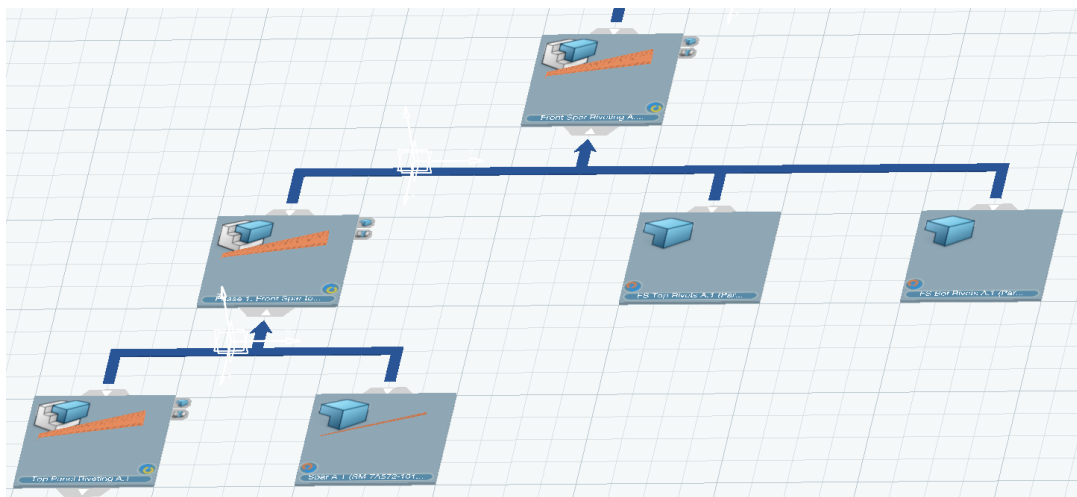 Front Spar Riveting A....
Phase 1, Front Spar to...
FS Top Rivets A.1 (Par...
FS Bot Rivets A.1 (Par...
Top Panel Riveting A.1
Spar A.1 (SM-7A572-101...